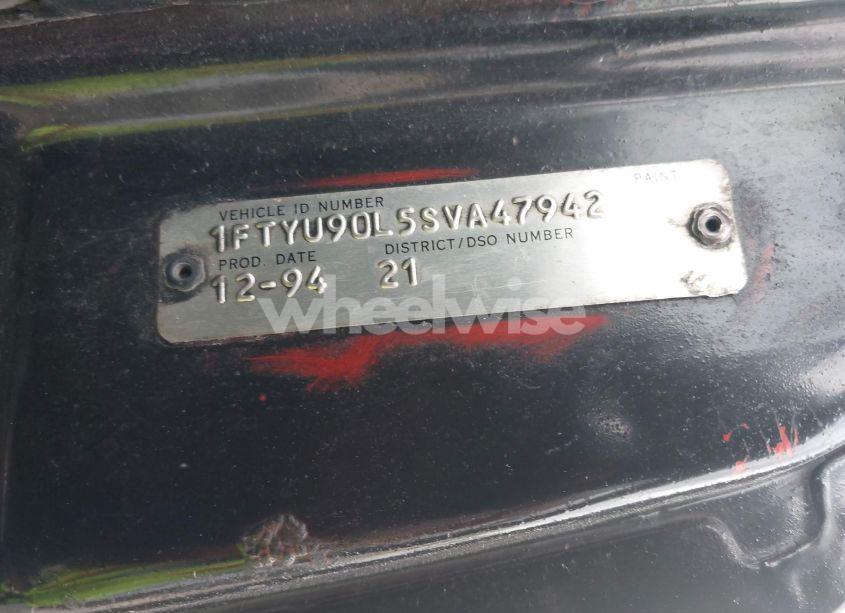 PAINT
VEHICLE ID NUMBER
1FTYU90L5SVA47942
PROD. DATE DISTRICT/DSO NUMBER
12-94 21
wheelwise